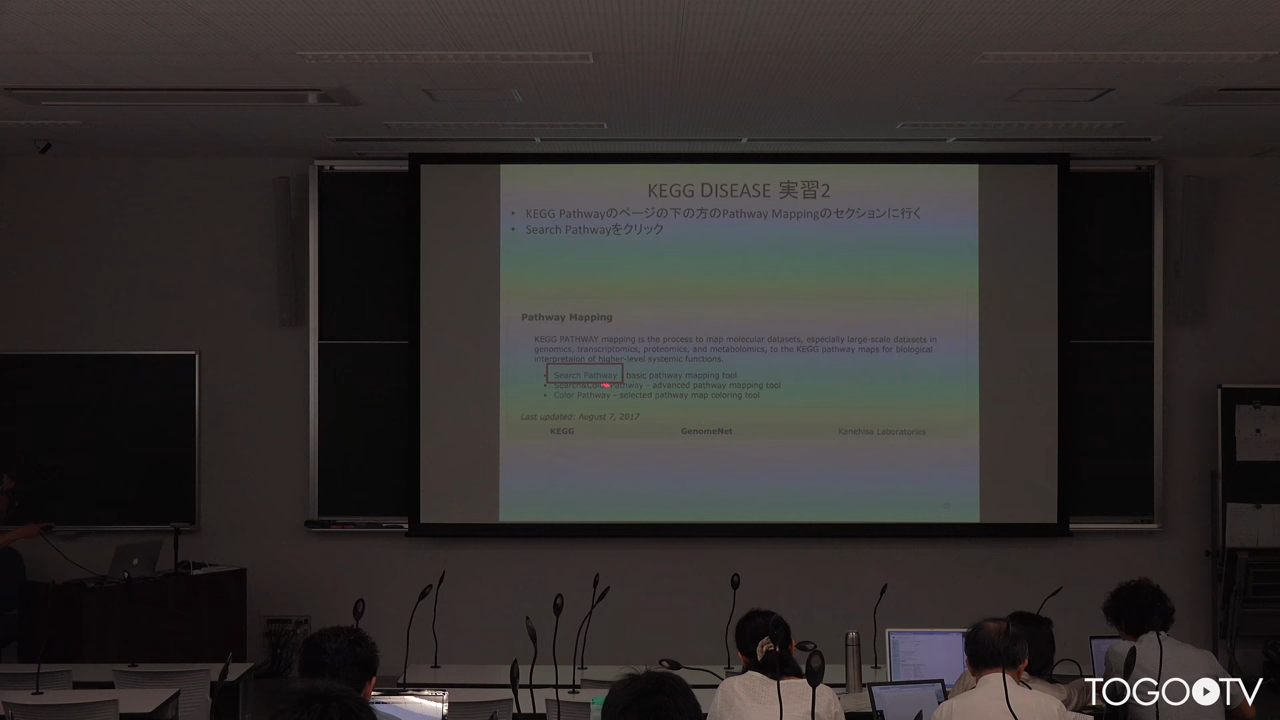 KEGG DISEASE 実習2
• KEGG Pathwayのページの下の方のPathway Mappingのセクションに行く
• Search Pathwayをクリック
Pathway Mapping
KEGG PATHWAY mapping is the process to map molecular datasets, especially large-scale datasets in
genomics, transcriptomics, proteomics, and metabolomics, to the KEGG pathway maps for biological
interpretaion of higher-level systemic functions.
• Search Pathway - basic pathway mapping tool
• Search&Color Pathway - advanced pathway mapping tool
• Color Pathway - selected pathway map coloring tool
Last updated: August 7, 2017
KEGG GenomeNet Kanehisa Laboratories
TOGOTV